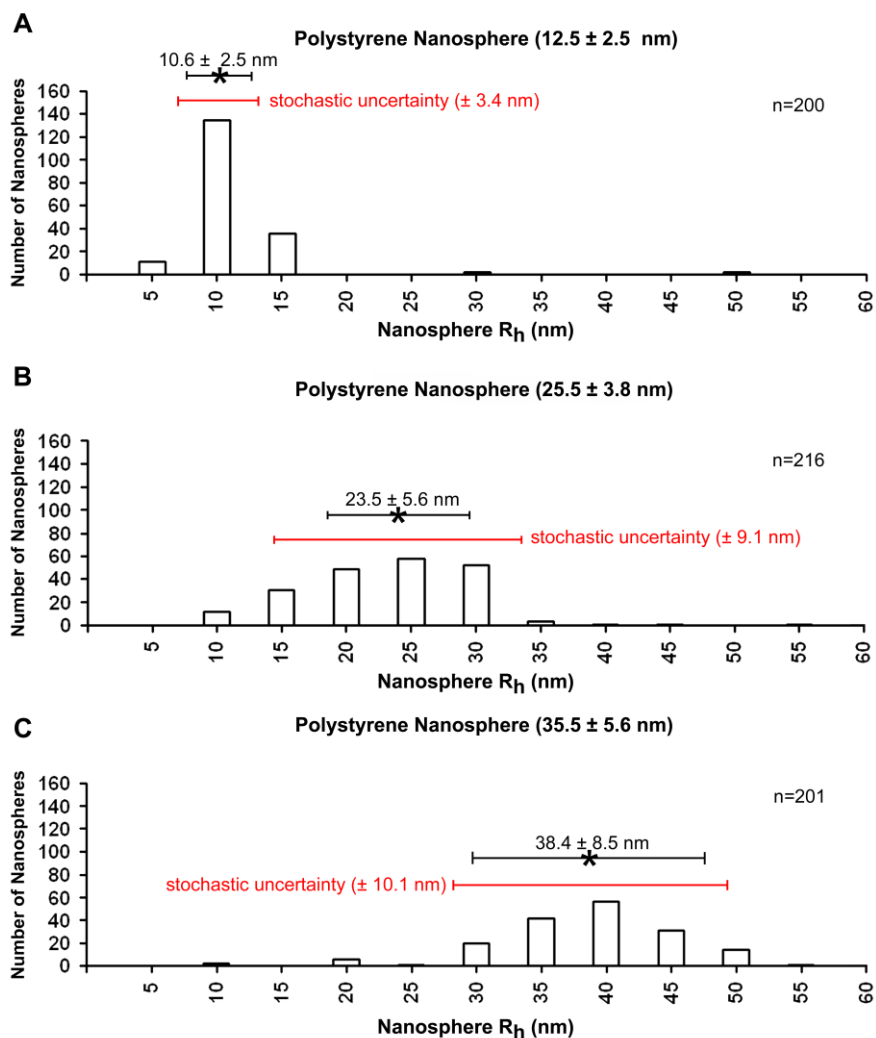 A
Polystyrene Nanosphere (12.5 ± 2.5 nm)
10.6 ± 2.5 nm
*
stochastic uncertainty (± 3.4 nm)
n=200
Number of Nanospheres
160
140
120
100
80
60
40
20
0
5 10 15 20 25 30 35 40 45 50 55 60
Nanosphere Rh (nm)
B
Polystyrene Nanosphere (25.5 ± 3.8 nm)
n=216
23.5 ± 5.6 nm
*
stochastic uncertainty (± 9.1 nm)
Number of Nanospheres
160
140
120
100
80
60
40
20
0
5 10 15 20 25 30 35 40 45 50 55 60
Nanosphere Rh (nm)
C
Polystyrene Nanosphere (35.5 ± 5.6 nm)
n=201
38.4 ± 8.5 nm
*
stochastic uncertainty (± 10.1 nm)
Number of Nanospheres
160
140
120
100
80
60
40
20
0
5 10 15 20 25 30 35 40 45 50 55 60
Nanosphere Rh (nm)